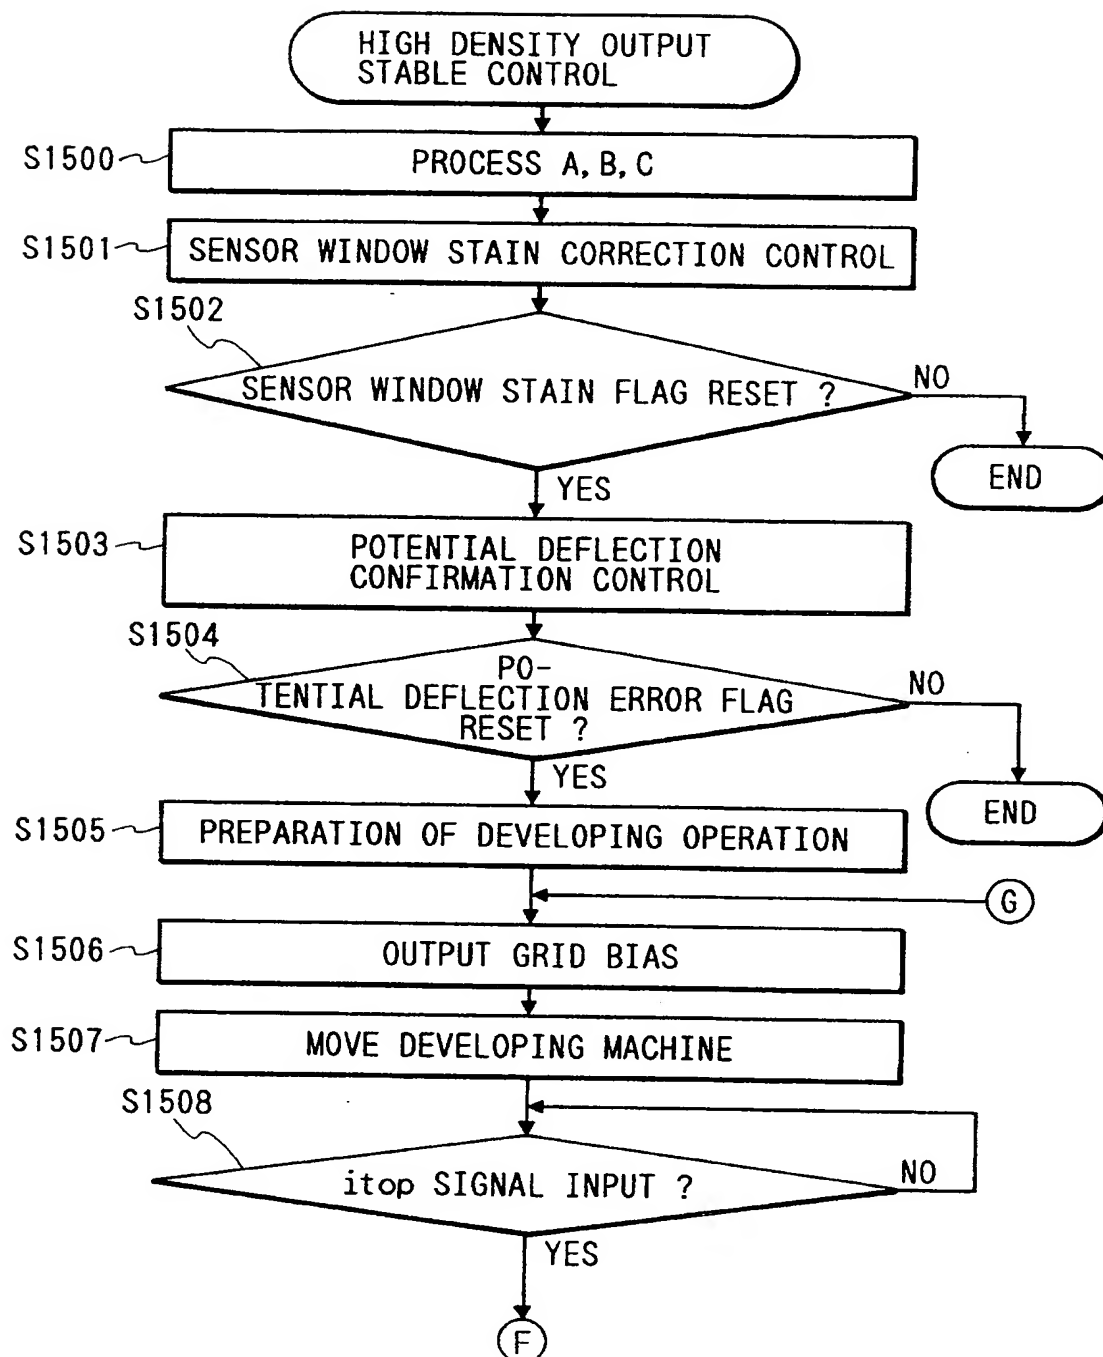 HIGH DENSITY OUTPUT
STABLE CONTROL
S1500
PROCESS A, B, C
S1501
SENSOR WINDOW STAIN CORRECTION CONTROL
S1502
SENSOR WINDOW STAIN FLAG RESET ?
NO
END
YES
S1503
POTENTIAL DEFLECTION
CONFIRMATION CONTROL
S1504
PO-
TENTIAL DEFLECTION ERROR FLAG
RESET ?
NO
END
YES
S1505
PREPARATION OF DEVELOPING OPERATION
G
S1506
OUTPUT GRID BIAS
S1507
MOVE DEVELOPING MACHINE
S1508
itop SIGNAL INPUT ?
NO
YES
F